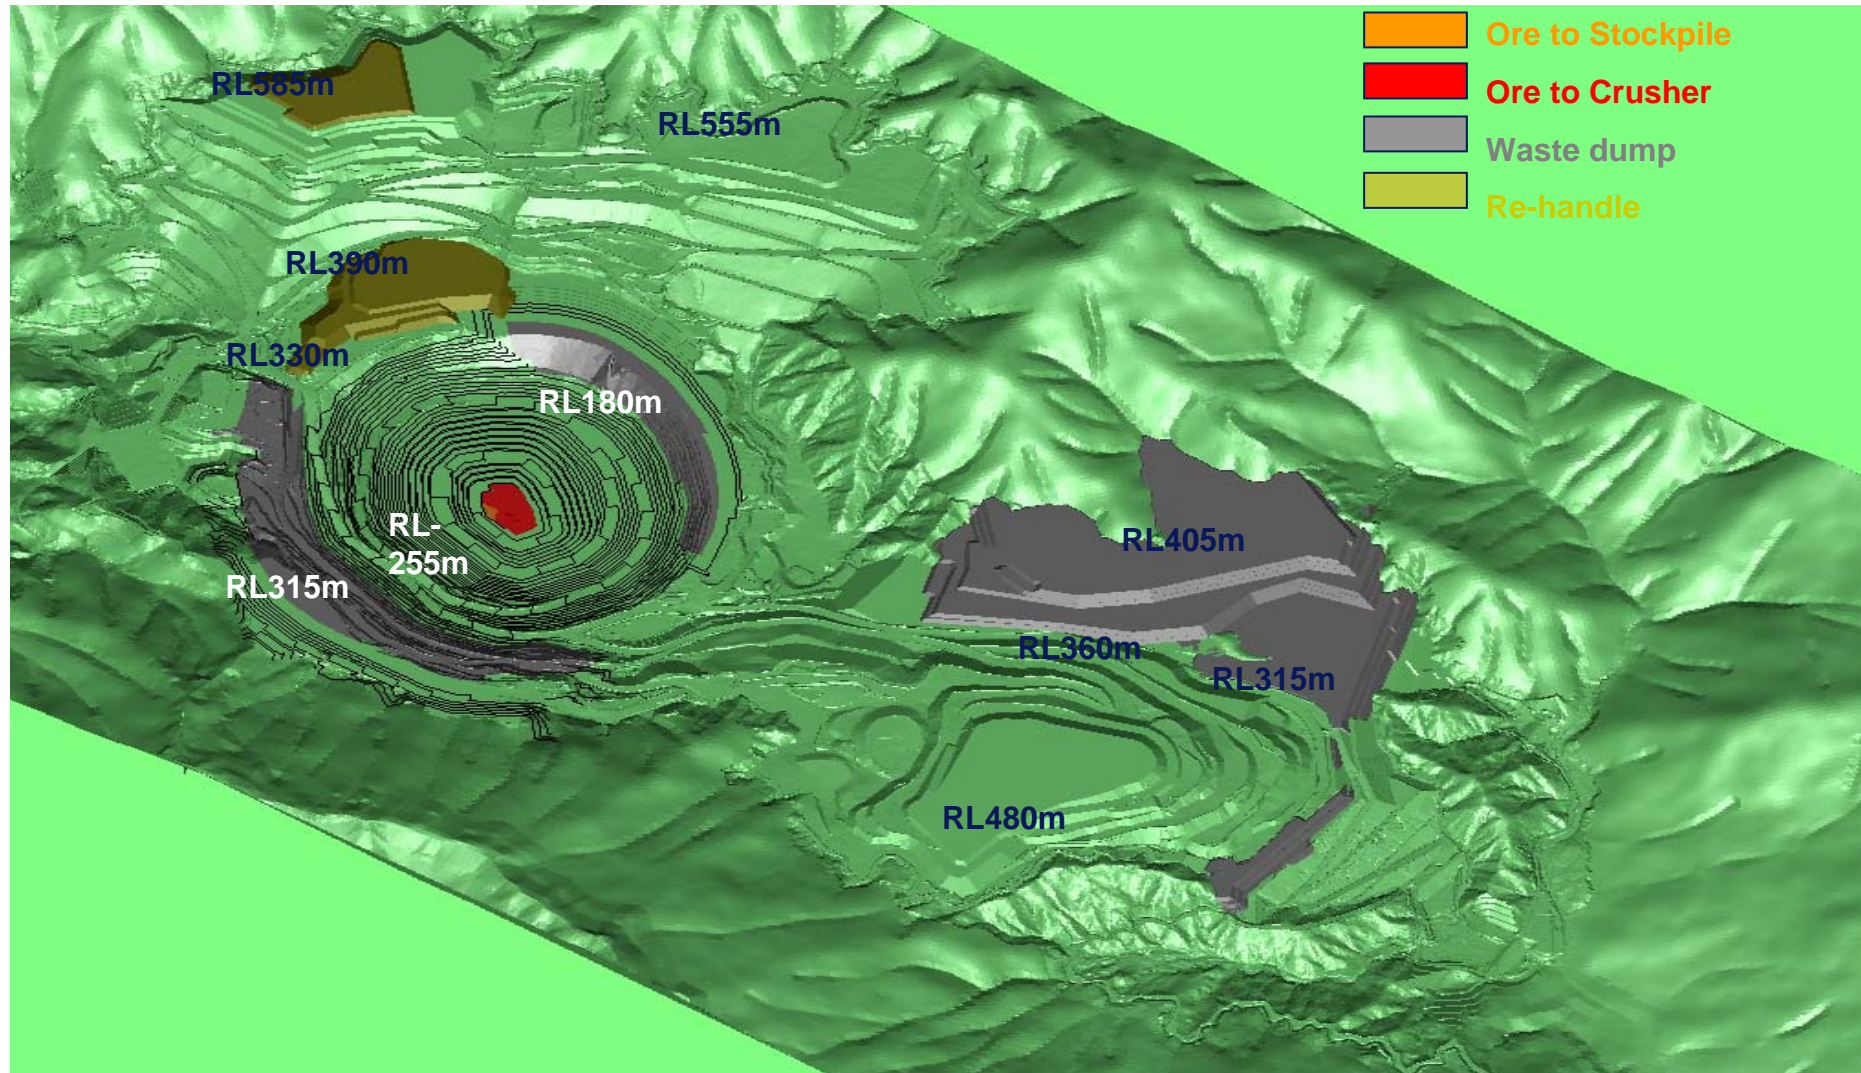 Ore to Stockpile
Ore to Crusher
Waste dump
Re-handle
RL585m
RL555m
RL390m
RL330m
RL180m
RL-
255m
RL315m
RL405m
RL360m
RL315m
RL480m